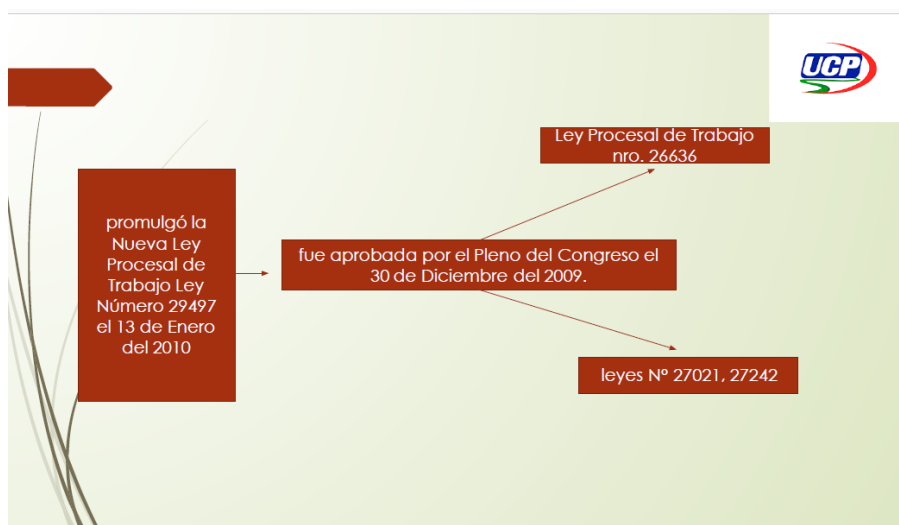 UCP
Ley Procesal de Trabajo
nro. 26636
promulgó la
Nueva Ley
Procesal de
Trabajo Ley
Número 29497
el 13 de Enero
del 2010
fue aprobada por el Pleno del Congreso el
30 de Diciembre del 2009.
leyes Nº 27021, 27242